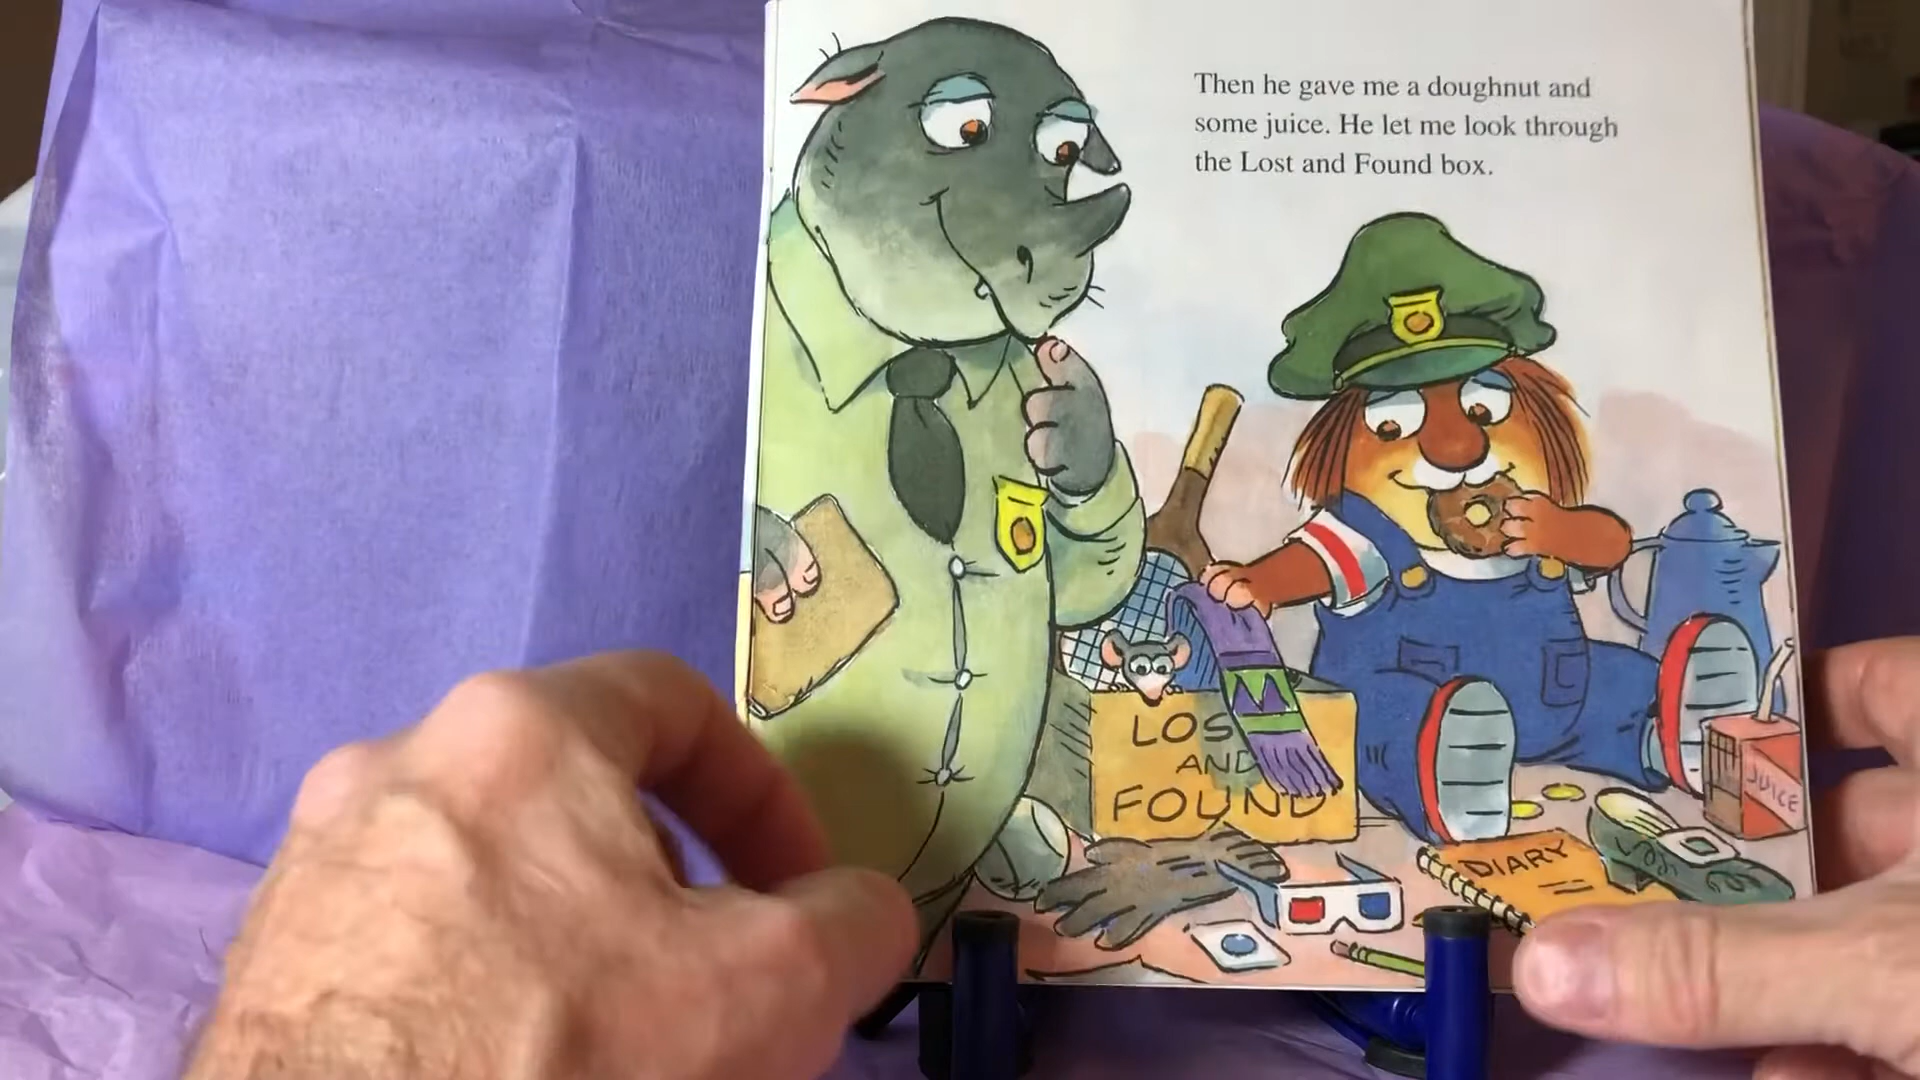 Then he gave me a doughnut and
some juice. He let me look through
the Lost and Found box.
LOS
AND
FOUND
JUICE
DIARY